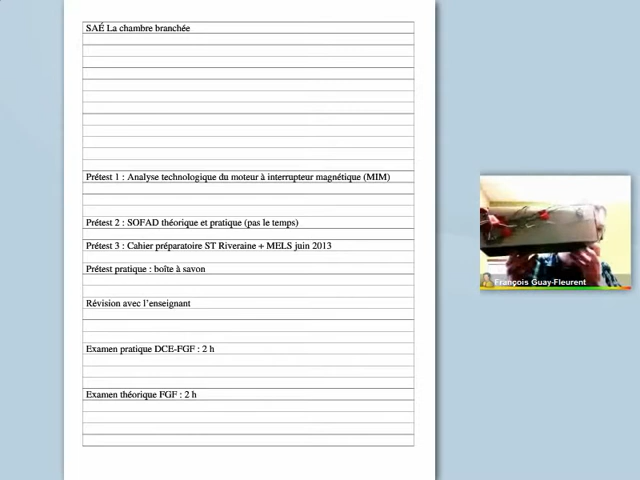 SAÉ La chambre branchée
Prétest 1 : Analyse technologique du moteur à interrupteur magnétique (MIM)
Prétest 2 : SOFAD théorique et pratique (pas le temps)
Prétest 3 : Cahier préparatoire ST Riveraine + MELS juin 2013
Prétest pratique : boîte à savon
Révision avec l'enseignant
Examen pratique DCE-FGF : 2 h
Examen théorique FGF : 2 h
François Guay-Fleurent